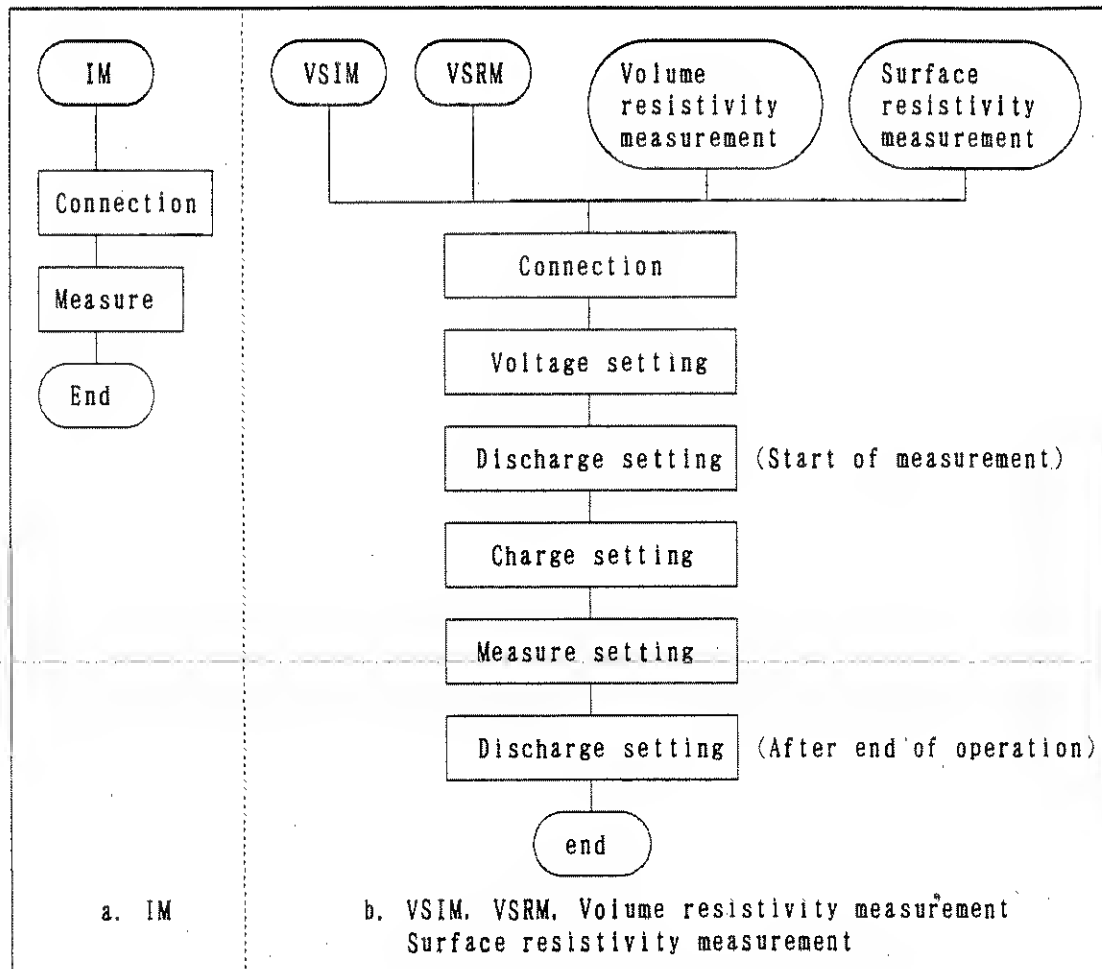 IM
Connection
Measure
End
a. IM
VSIM
VSRM
Volume
resistivity
measurement
Surface
resistivity
measurement
Connection
Voltage setting
Discharge setting (Start of measurement)
Charge setting
Measure setting
Discharge setting (After end of operation)
end
b. VSIM, VSRM, Volume resistivity measurement
Surface resistivity measurement